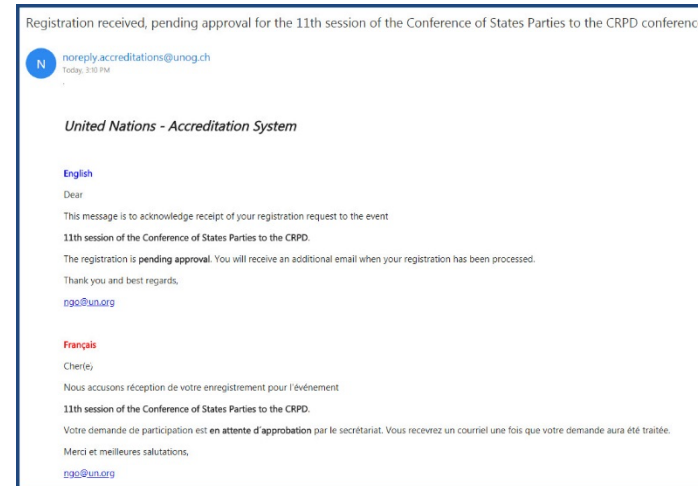 Registration received, pending approval for the 11th session of the Conference of States Parties to the CRPD conferenc
N
noreply.accreditations@unog.ch
Today, 3:10 PM
United Nations - Accreditation System
English
Dear
This message is to acknowledge receipt of your registration request to the event
11th session of the Conference of States Parties to the CRPD.
The registration is pending approval. You will receive an additional email when your registration has been processed.
Thank you and best regards,
ngo@un.org
Français
Cher(e)
Nous accusons réception de votre enregistrement pour l'événement
11th session of the Conference of States Parties to the CRPD.
Votre demande de participation est en attente d'approbation par le secrétariat. Vous recevrez un courriel une fois que votre demande aura été traitée.
Merci et meilleures salutations,
ngo@un.org